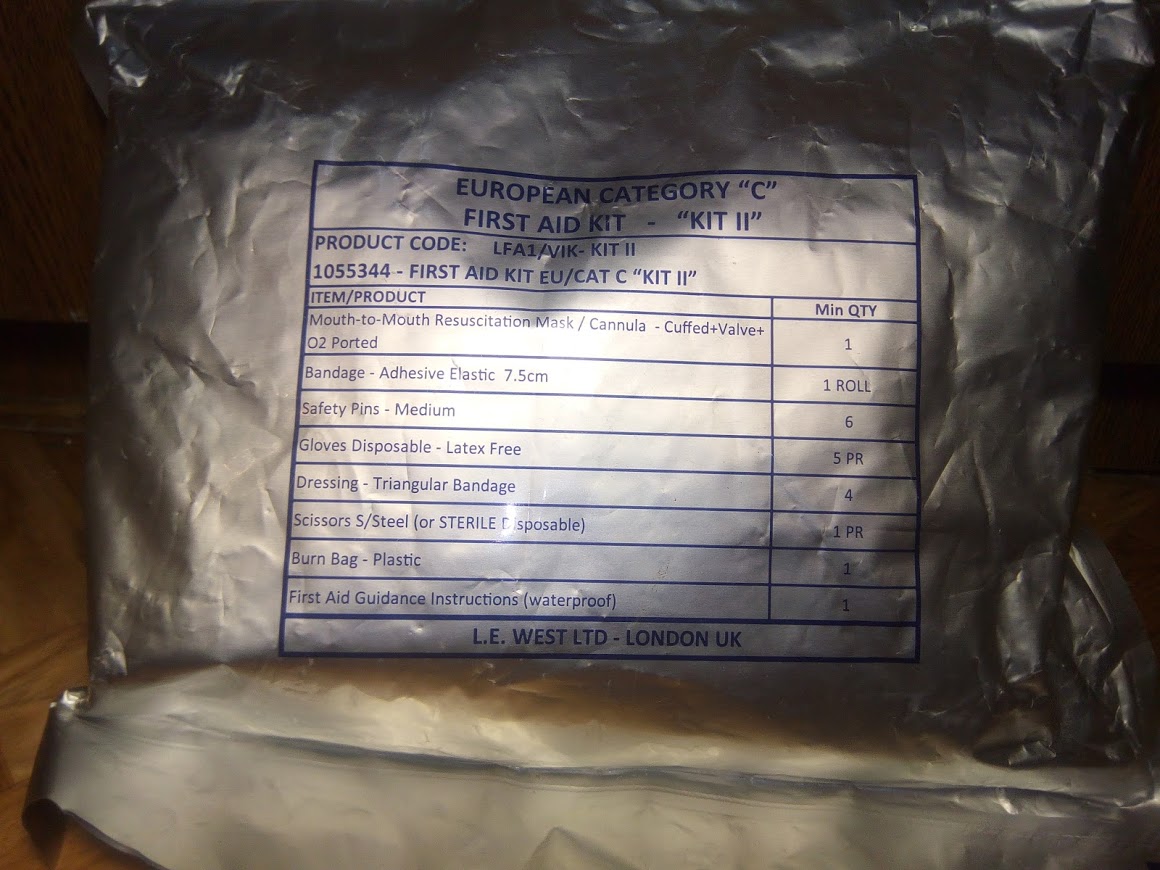 EUROPEAN CATEGORY “C”
FIRST AID KIT - “KIT II”
PRODUCT CODE: LFA1/VIK- KIT II
1055344 - FIRST AID KIT EU/CAT C “KIT II”
ITEM/PRODUCT Min QTY
Mouth-to-Mouth Resuscitation Mask / Cannula - Cuffed+Valve+
O2 Ported 1
Bandage - Adhesive Elastic 7.5cm 1 ROLL
Safety Pins - Medium 6
Gloves Disposable - Latex Free 5 PR
Dressing - Triangular Bandage 4
Scissors S/Steel (or STERILE Disposable) 1 PR
Burn Bag - Plastic 1
First Aid Guidance Instructions (waterproof) 1
L.E. WEST LTD - LONDON UK